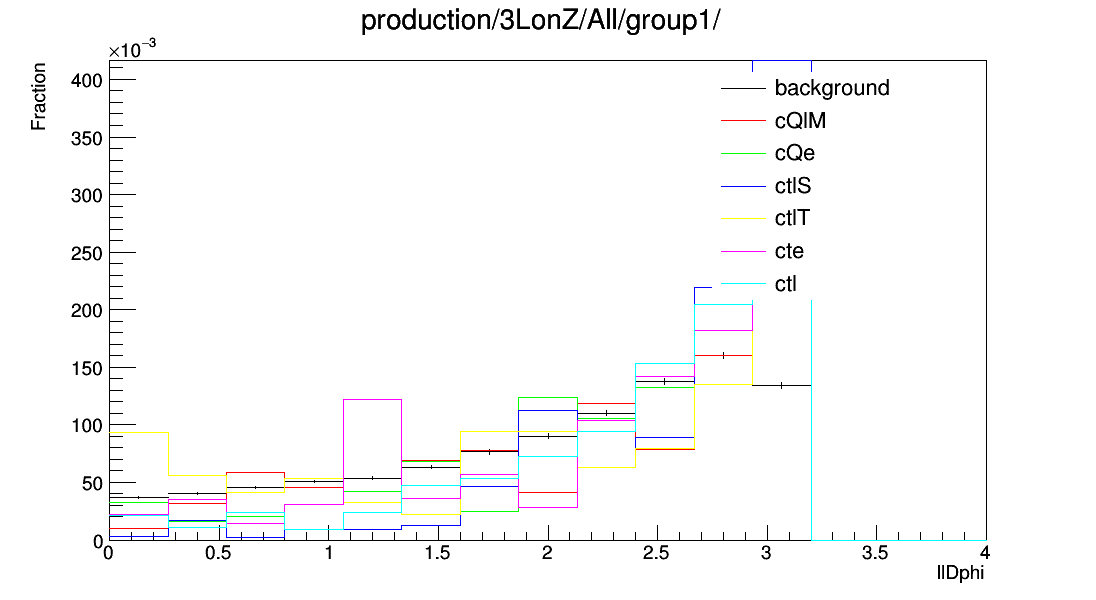 production/3LonZ/All/group1/
×10⁻³
Fraction
400
350
300
250
200
150
100
50
0
background
cQlM
cQe
ctlS
ctlT
cte
ctl
0 0.5 1 1.5 2 2.5 3 3.5 4
llDphi